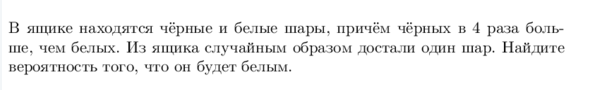 В ящике находятся чёрные и белые шары, причём чёрных в 4 раза боль-
ше, чем белых. Из ящика случайным образом достали один шар. Найдите
вероятность того, что он будет белым.